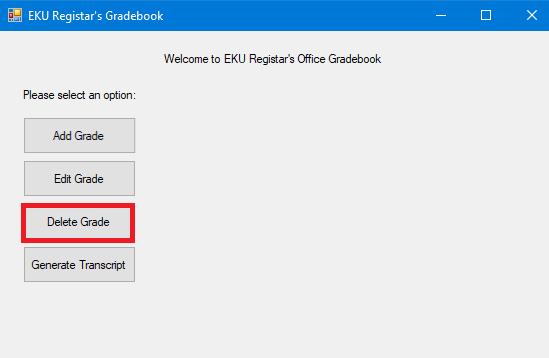 EKU Registar's Gradebook
Welcome to EKU Registar's Office Gradebook
Please select an option:
Add Grade
Edit Grade
Delete Grade
Generate Transcript